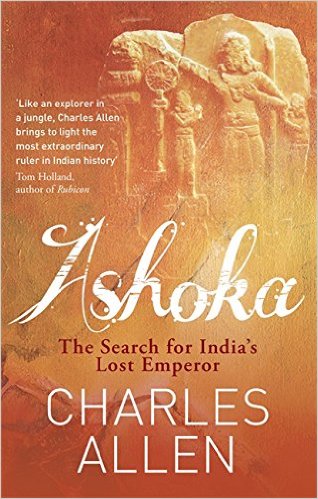 ‘Like an explorer
in a jungle, Charles Allen
brings to light the
most extraordinary
ruler in Indian history’
Tom Holland,
author of Rubicon
Ashoka
The Search for India’s
Lost Emperor
CHARLES
ALLEN